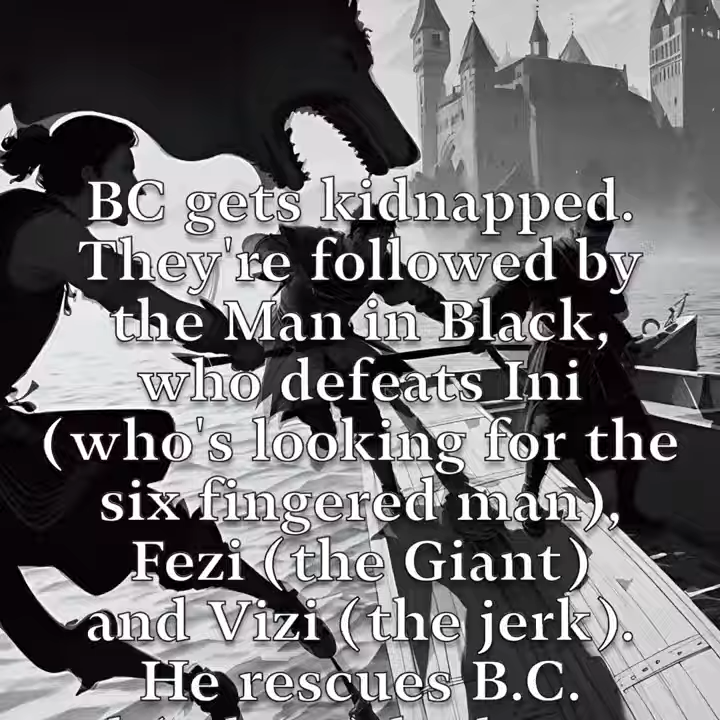 BC gets kidnapped.
They're followed by
the Man in Black,
who defeats Ini
(who's looking for the
six fingered man),
Fezi (the Giant)
and Vizi (the jerk).
He rescues B.C.